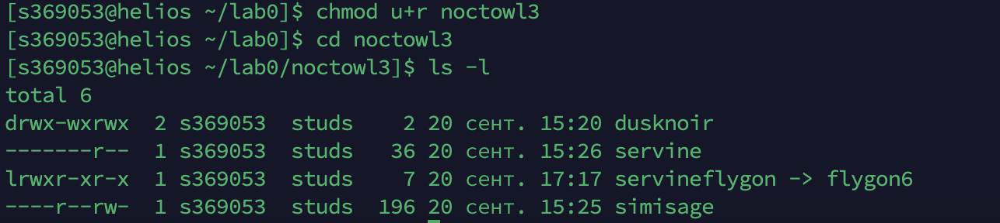 [s369053@helios ~/lab0]$ chmod u+r noctowl3
[s369053@helios ~/lab0]$ cd noctowl3
[s369053@helios ~/lab0/noctowl3]$ ls -l
total 6
drwx-wxrwx  2 s369053  studs    2 20 сент. 15:20 dusknoir
-------r--  1 s369053  studs   36 20 сент. 15:26 servine
lrwxr-xr-x  1 s369053  studs    7 20 сент. 17:17 servineflygon -> flygon6
----r--rw-  1 s369053  studs  196 20 сент. 15:25 simisage